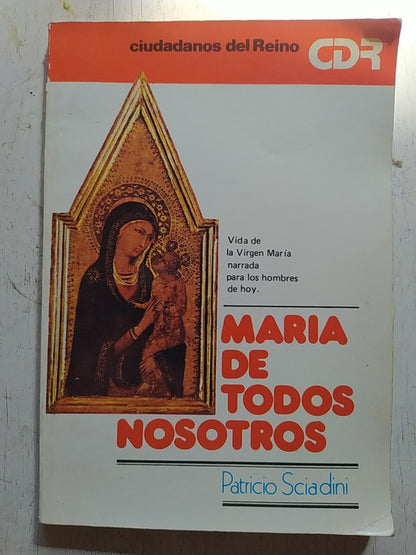 ciudadanos del Reino CDR
Vida de
la Virgen María
narrada
para los hombres
de hoy.
MARIA
DE
TODOS
NOSOTROS
Patricio Sciadini